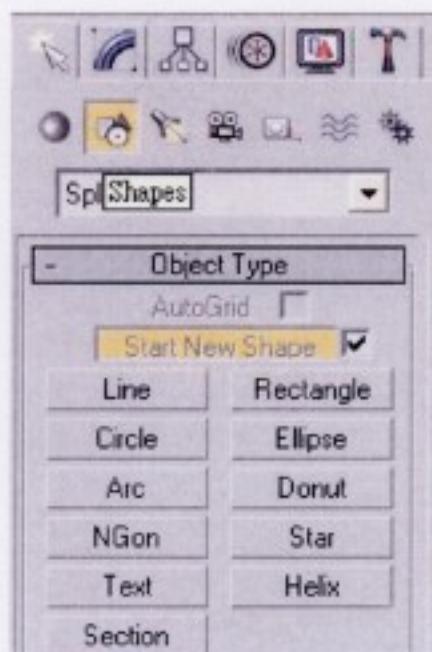 Spl Shapes
- Object Type
AutoGrid
Start New Shape
Line Rectangle
Circle Ellipse
Arc Donut
NGon Star
Text Helix
Section